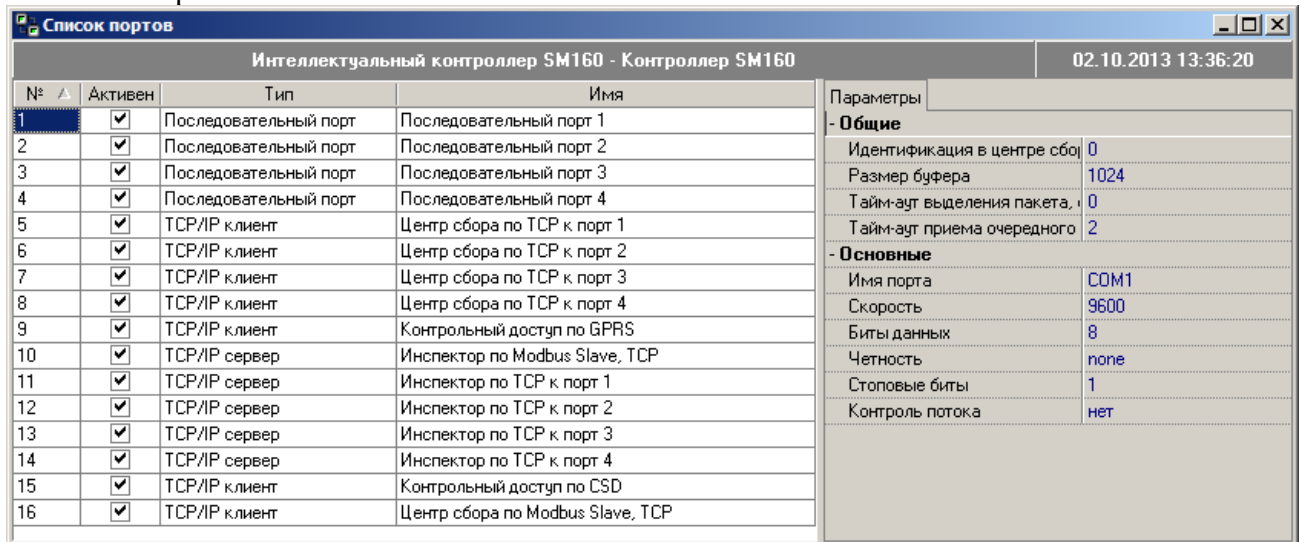 Список портов
Интеллектуальный контроллер SM160 - Контроллер SM160 02.10.2013 13:36:20
№ Активен Тип Имя
1 Последовательный порт Последовательный порт 1
2 Последовательный порт Последовательный порт 2
3 Последовательный порт Последовательный порт 3
4 Последовательный порт Последовательный порт 4
5 TCP/IP клиент Центр сбора по TCP к порт 1
6 TCP/IP клиент Центр сбора по TCP к порт 2
7 TCP/IP клиент Центр сбора по TCP к порт 3
8 TCP/IP клиент Центр сбора по TCP к порт 4
9 TCP/IP клиент Контрольный доступ по GPRS
10 TCP/IP сервер Инспектор по Modbus Slave, TCP
11 TCP/IP сервер Инспектор по TCP к порт 1
12 TCP/IP сервер Инспектор по TCP к порт 2
13 TCP/IP сервер Инспектор по TCP к порт 3
14 TCP/IP сервер Инспектор по TCP к порт 4
15 TCP/IP клиент Контрольный доступ по CSD
16 TCP/IP клиент Центр сбора по Modbus Slave, TCP
Параметры
- Общие
Идентификация в центре сбо 0
Размер буфера 1024
Тайм-аут выделения пакета, 0
Тайм-аут приема очередного 2
- Основные
Имя порта COM1
Скорость 9600
Биты данных 8
Четность none
Стоповые биты 1
Контроль потока нет